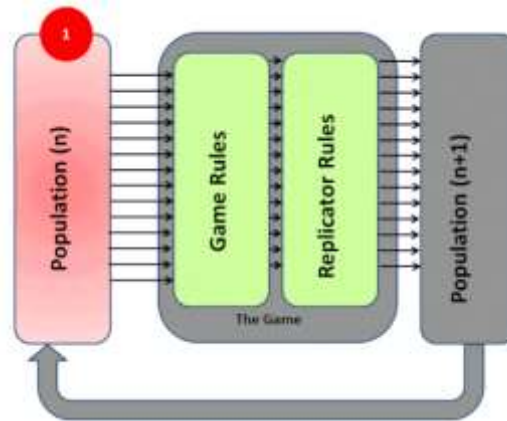 1
Population (n)
Game Rules
Replicator Rules
Population (n+1)
The Game